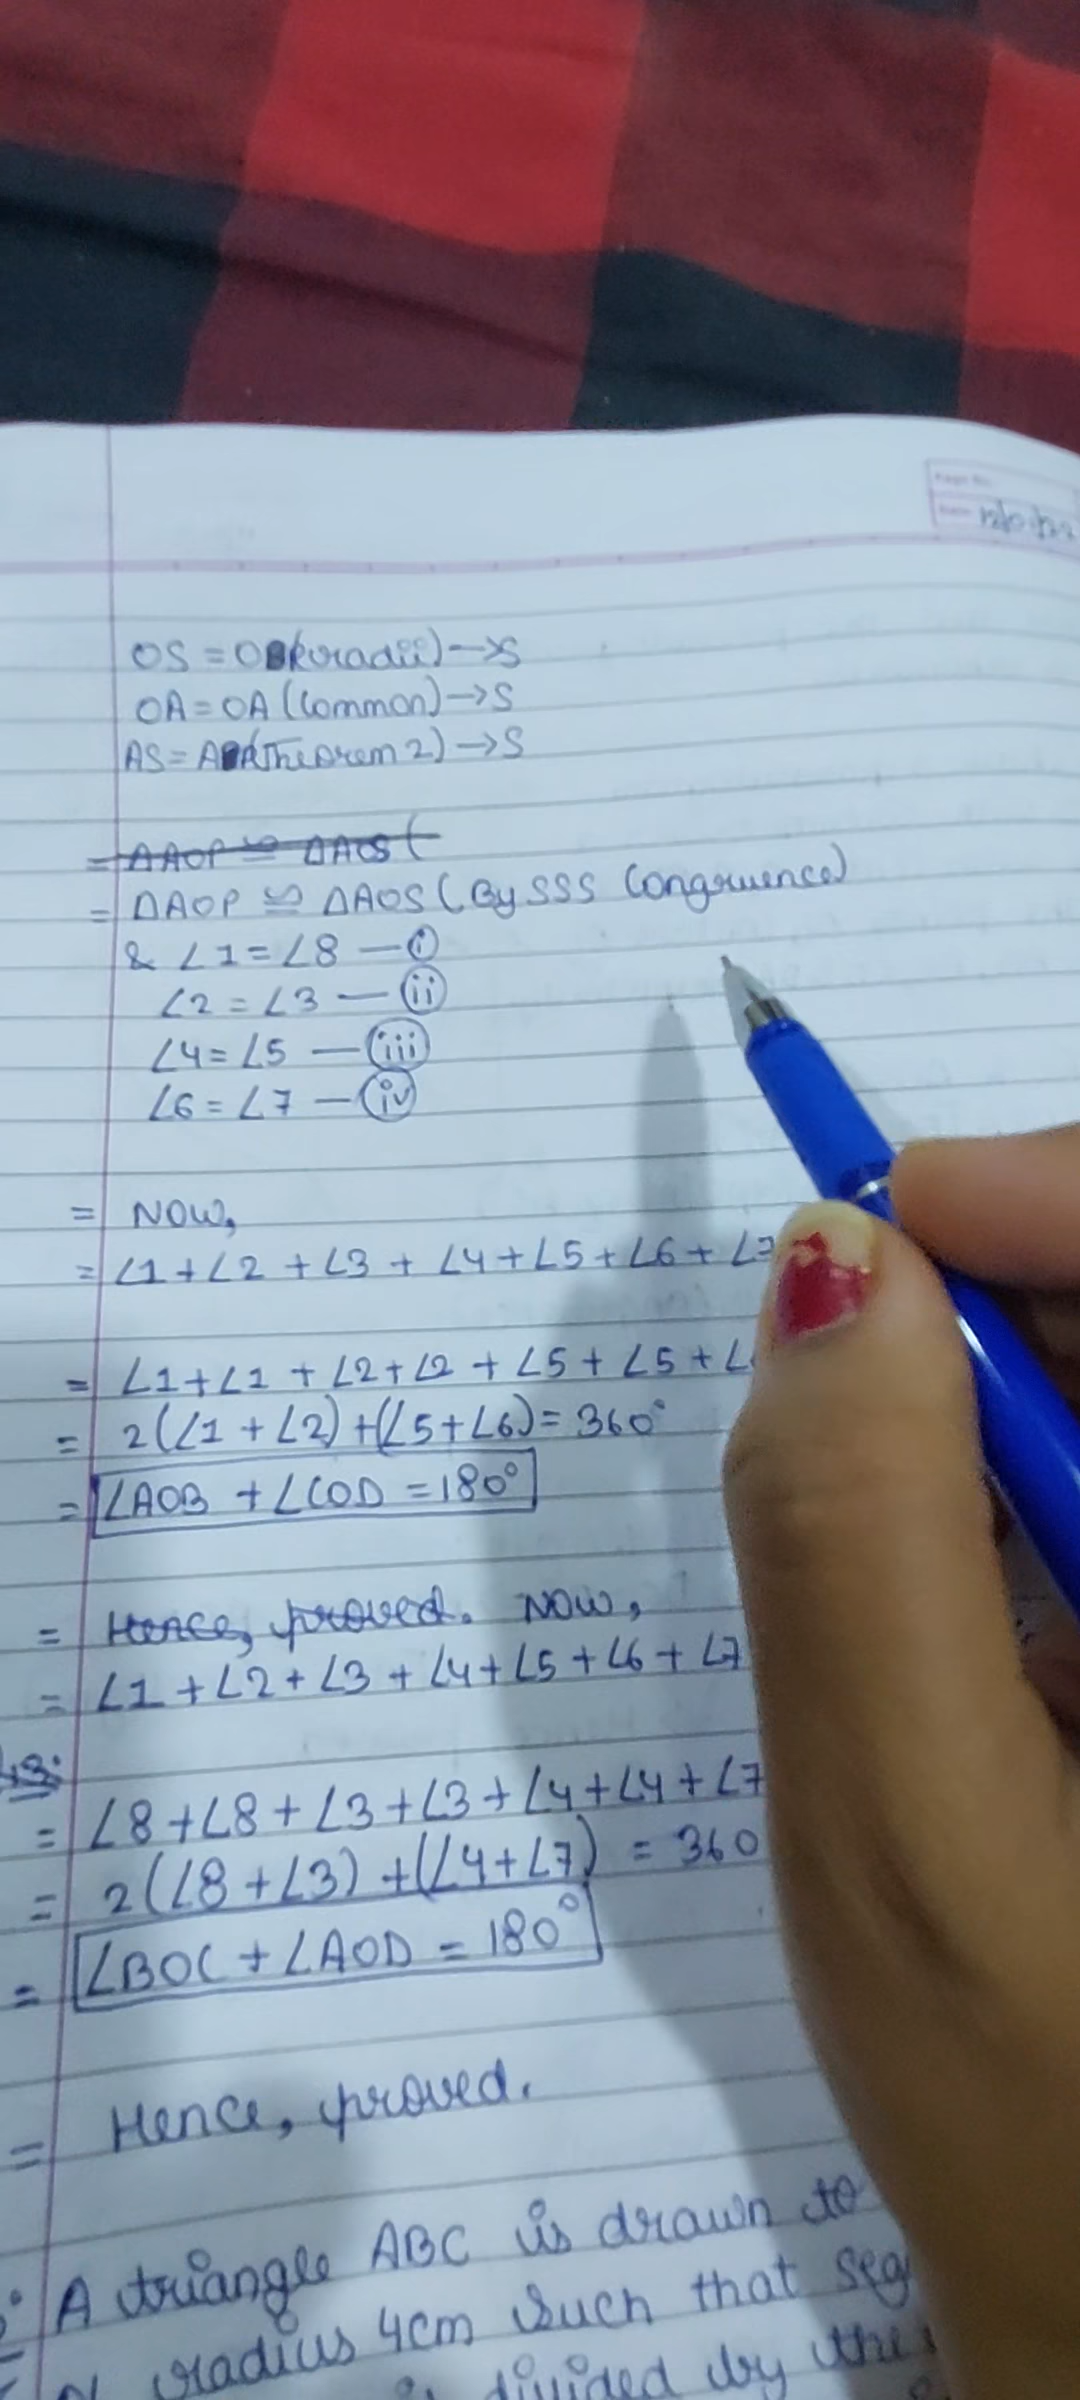 OS = O (radii) → S
OA = OA (Common) → S
AS = A (Theorem 2) → S
= ΔAOP ≅ ΔAOS (
= ΔAOP ≅ ΔAOS (By SSS Congruence)
& ∠1 = ∠8 — (i)
∠2 = ∠3 — (ii)
∠4 = ∠5 — (iii)
∠6 = ∠7 — (iv)
= NOW,
= ∠1 + ∠2 + ∠3 + ∠4 + ∠5 + ∠6 + ∠7
= ∠1 + ∠1 + ∠2 + ∠2 + ∠5 + ∠5 + ∠
= 2(∠1 + ∠2) + (∠5 + ∠6) = 360°
= ∠AOB + ∠COD = 180°
= Hence, proved. Now,
= ∠1 + ∠2 + ∠3 + ∠4 + ∠5 + ∠6 + ∠7
= ∠8 + ∠8 + ∠3 + ∠3 + ∠4 + ∠4 + ∠7
= 2(∠8 + ∠3) + (∠4 + ∠7) = 360
= ∠BOC + ∠AOD = 180°
= Hence, proved.
A triangle ABC is drawn to
radius 4cm such that seg
divided by the